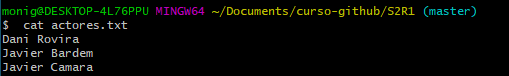 monig@DESKTOP-4L76PPU MINGW64 ~/Documents/curso-github/S2R1 (master)
$  cat actores.txt
Dani Rovira
Javier Bardem
Javier Camara